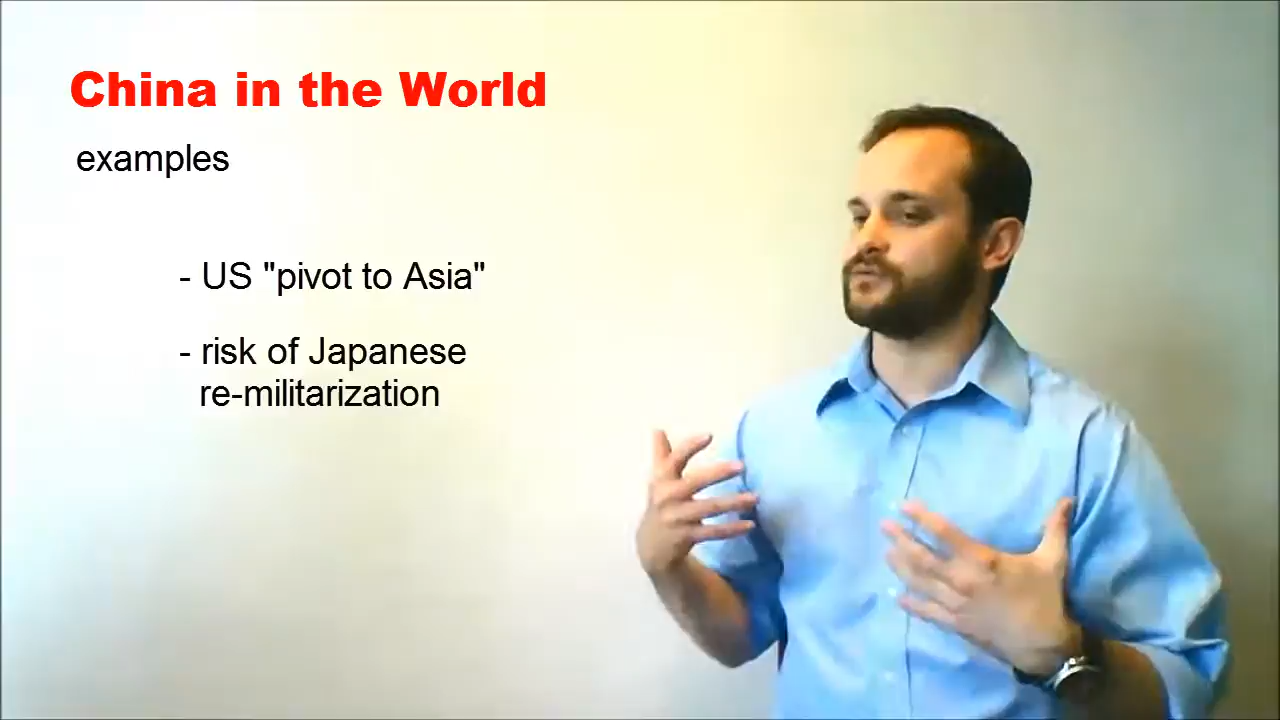 China in the World
examples
- US "pivot to Asia"
- risk of Japanese
re-militarization